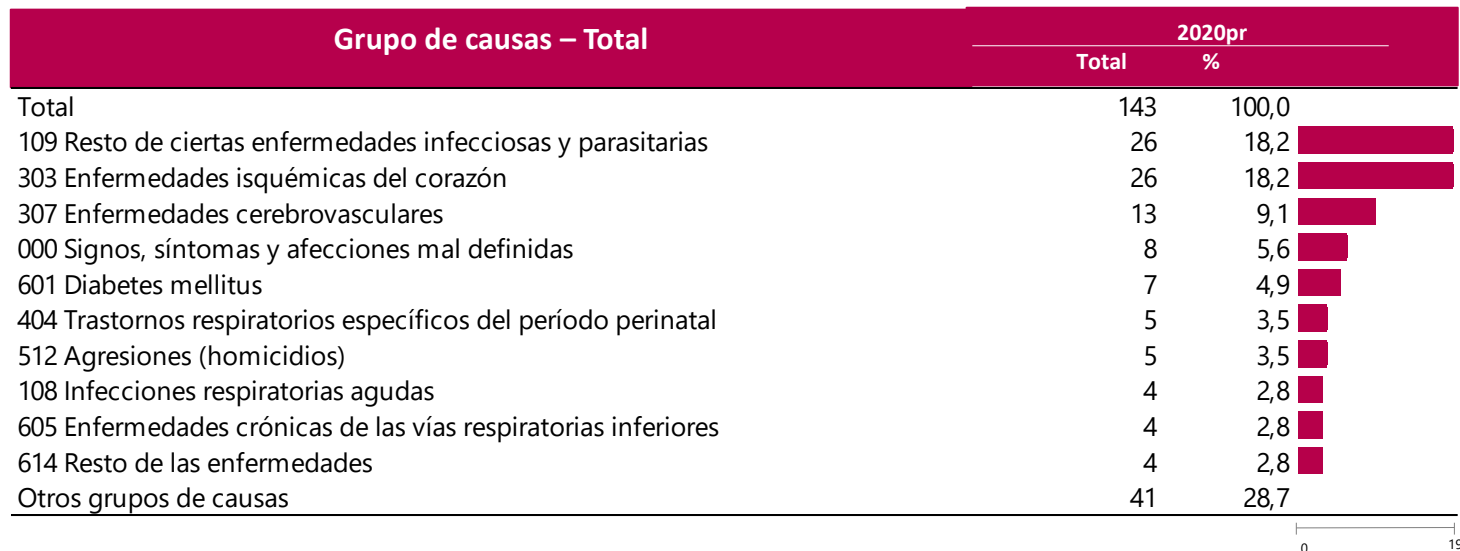 Grupo de causas – Total 2020pr
Total %
Total 143 100,0
109 Resto de ciertas enfermedades infecciosas y parasitarias 26 18,2
303 Enfermedades isquémicas del corazón 26 18,2
307 Enfermedades cerebrovasculares 13 9,1
000 Signos, síntomas y afecciones mal definidas 8 5,6
601 Diabetes mellitus 7 4,9
404 Trastornos respiratorios específicos del período perinatal 5 3,5
512 Agresiones (homicidios) 5 3,5
108 Infecciones respiratorias agudas 4 2,8
605 Enfermedades crónicas de las vías respiratorias inferiores 4 2,8
614 Resto de las enfermedades 4 2,8
Otros grupos de causas 41 28,7
0 19